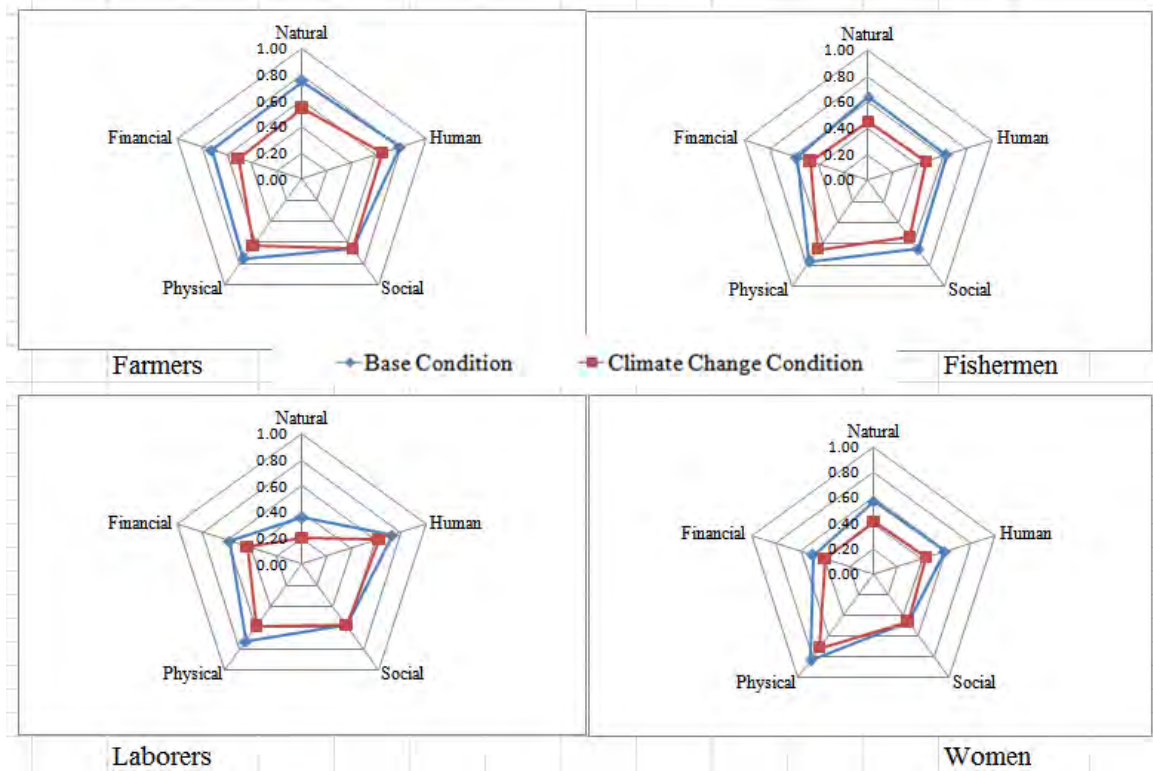 Natural
1.00
0.80
0.60
0.40
0.20
0.00
Financial
Human
Physical
Social
Farmers
Natural
1.00
0.80
0.60
0.40
0.20
0.00
Financial
Human
Physical
Social
Fishermen
Base Condition
Climate Change Condition
Natural
1.00
0.80
0.60
0.40
0.20
0.00
Financial
Human
Physical
Social
Laborers
Natural
1.00
0.80
0.60
0.40
0.20
0.00
Financial
Human
Physical
Social
Women